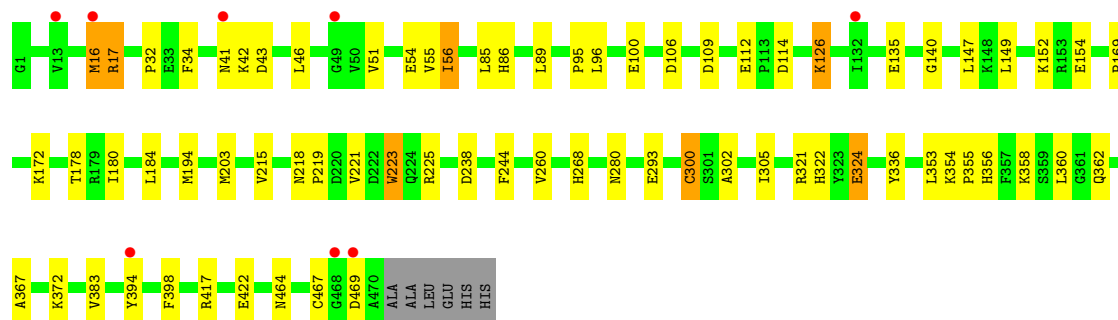 G1 V13 M16 R17 P32 E33 F34 N41 K42 D43 L46 G49 V50 V51 E54 V55 I56 L85 H86 L89 P95 L96 E100 D106 D109 E112 P113 D114 K126 I132 E135 G140 L147 K148 L149 K152 R153 E154
K172 T178 R179 I180 L184 M194 M203 V215 N218 P219 D220 V221 D222 W223 Q224 R225 D238 F244 V260 H268 N280 E293 C300 S301 A302 I305 R321 H322 Y323 E324 Y336 L353 K354 P355 H356 F357 K358 S359 L360 G361 Q362
A367 K372 V383 Y394 F398 R417 E422 N464 C467 G468 D469 A470 ALA ALA LEU GLU HIS HIS